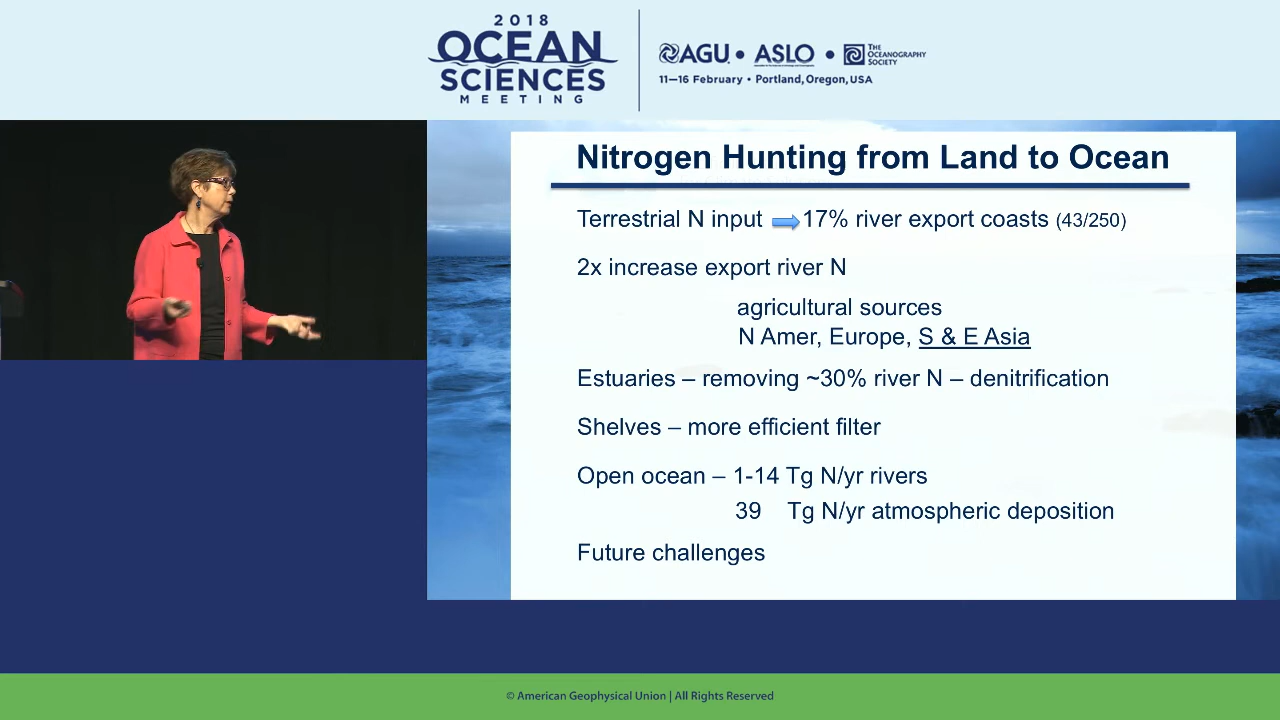 2018
OCEAN
SCIENCES
MEETING
AGU • ASLO • THE OCEANOGRAPHY SOCIETY
11–16 February • Portland, Oregon, USA
Nitrogen Hunting from Land to Ocean
Terrestrial N input 17% river export coasts (43/250)
2x increase export river N
agricultural sources
N Amer, Europe, S & E Asia
Estuaries – removing ~30% river N – denitrification
Shelves – more efficient filter
Open ocean – 1-14 Tg N/yr rivers
39 Tg N/yr atmospheric deposition
Future challenges
© American Geophysical Union | All Rights Reserved